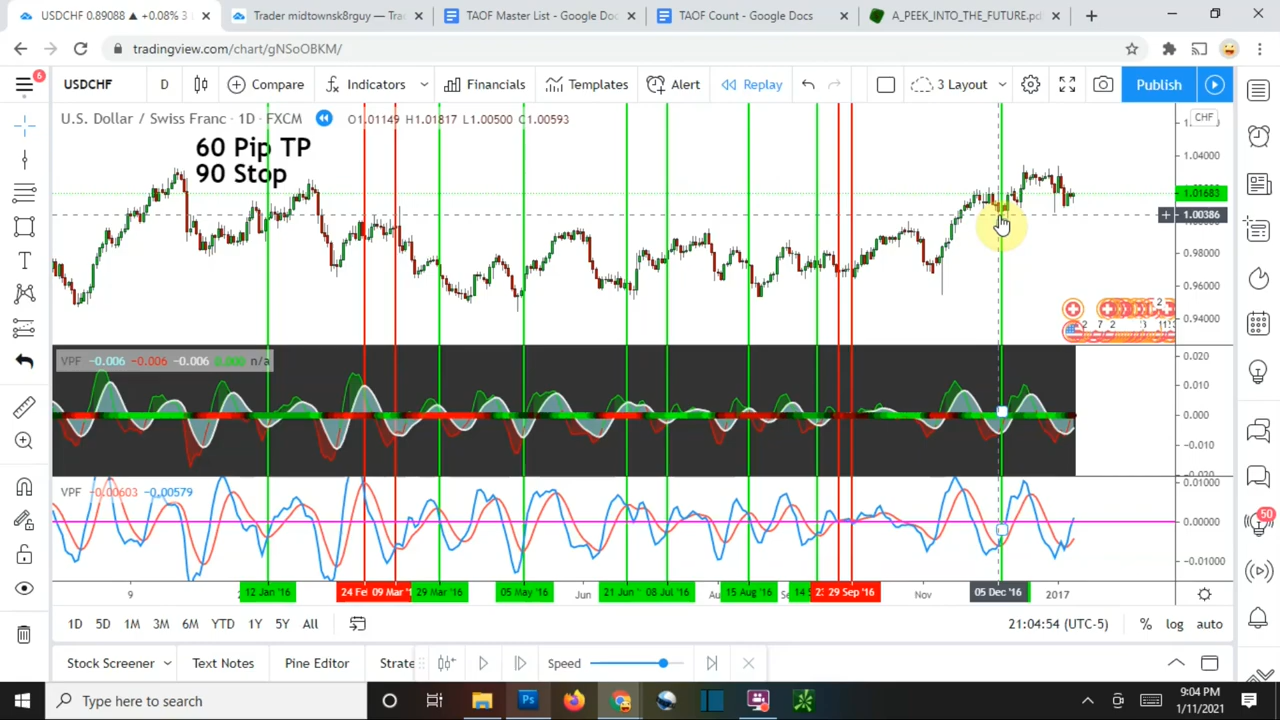 USDCHF 0.89088 ▲ +0.08% 3
Trader midtownsk8rguy — Tra
TAOF Master List - Google Doc
TAOF Count - Google Docs
A_PEEK_INTO_THE_FUTURE.pd
tradingview.com/chart/gNSoOBKM/
6
USDCHF
D
Compare
Indicators
Financials
Templates
Alert
Replay
3 Layout
Publish
U.S. Dollar / Swiss Franc · 1D · FXCM
O1.01149 H1.01817 L1.00500 C1.00593
CHF
60 Pip TP
90 Stop
1.04000
1.01683
1.00386
0.98000
0.96000
0.94000
VPF −0.006 −0.006 −0.006 0.000 n/a
0.020
0.010
0.000
−0.010
VPF −0.00603 −0.00579
0.01000
0.00000
−0.01000
50
9
12 Jan '16
24 Fe
09 Mar '1
29 Mar '16
05 May '16
Jun
21 Jun
08 Jul '16
15 Aug '16
29 Sep '16
Nov
05 Dec '16
2017
1D 5D 1M 3M 6M YTD 1Y 5Y All
21:04:54 (UTC-5)
% log auto
Stock Screener
Text Notes
Pine Editor
Strate
Speed
Type here to search
9:04 PM
1/11/2021